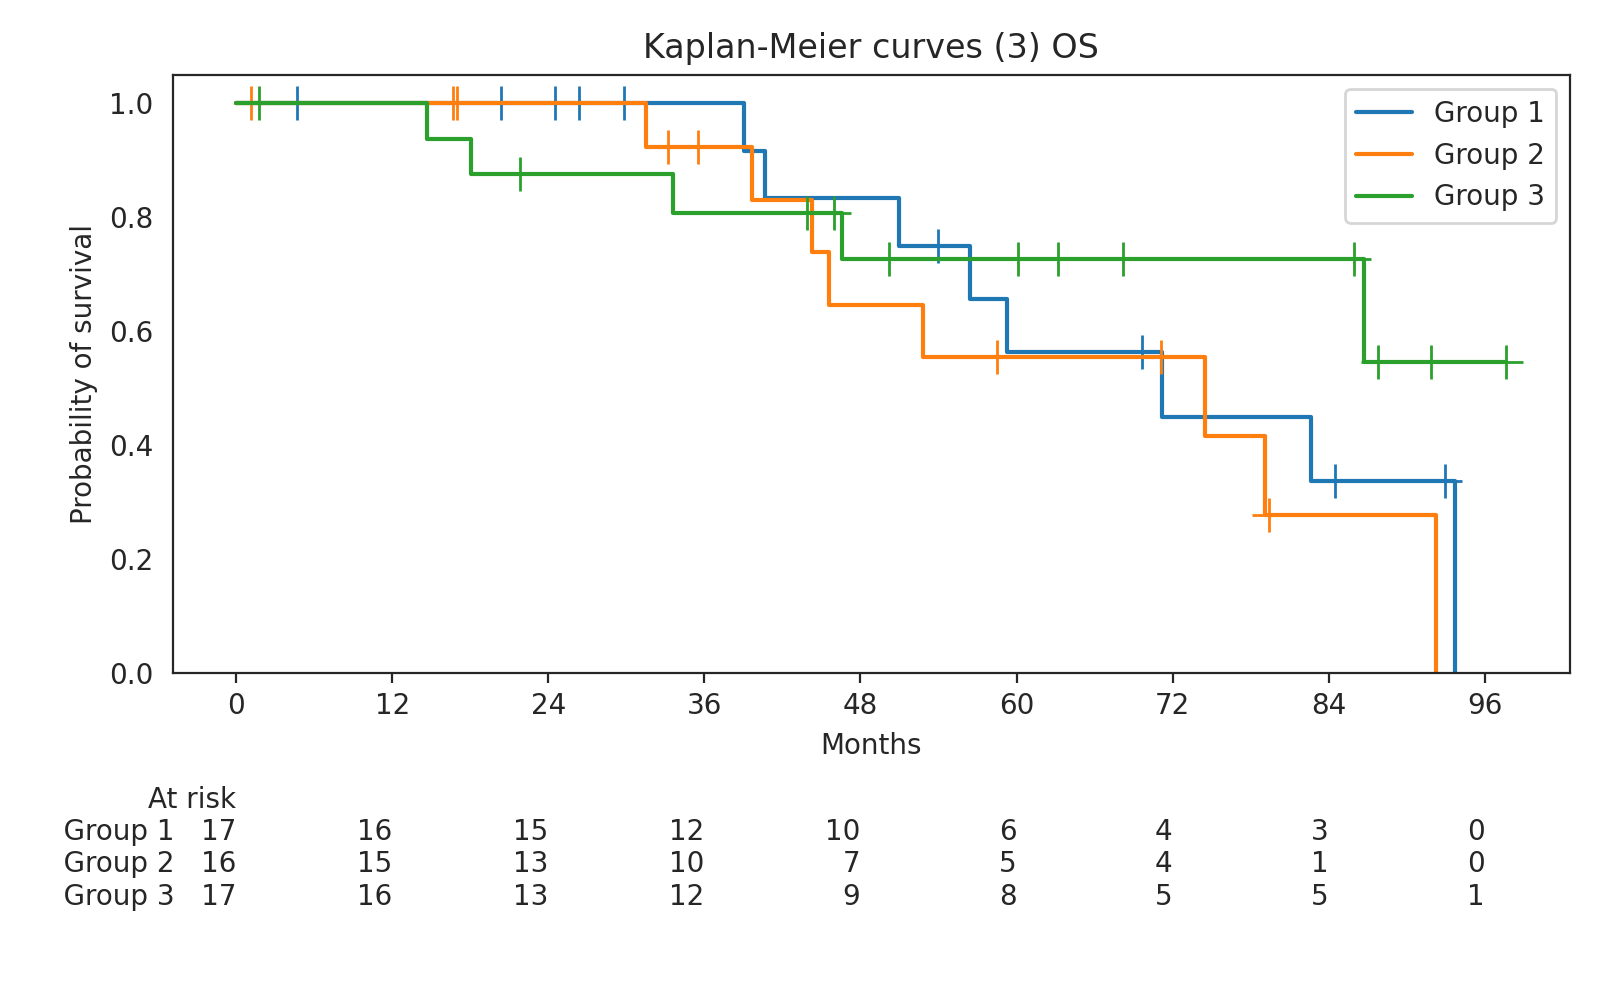 Kaplan-Meier curves (3) OS
Group 1
Group 2
Group 3
Probability of survival
1.0
0.8
0.6
0.4
0.2
0.0
0 12 24 36 48 60 72 84 96
Months
At risk
Group 1 17 16 15 12 10 6 4 3 0
Group 2 16 15 13 10 7 5 4 1 0
Group 3 17 16 13 12 9 8 5 5 1